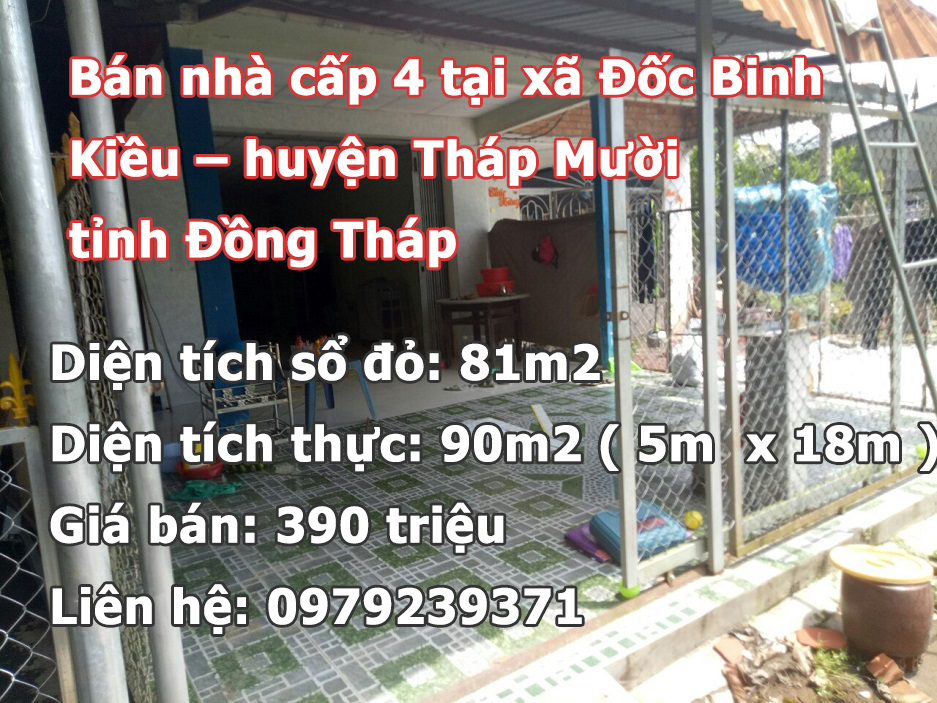 Bán nhà cấp 4 tại xã Đốc Binh
Kiều – huyện Tháp Mười
tỉnh Đồng Tháp
Diện tích sổ đỏ: 81m2
Diện tích thực: 90m2 ( 5m x 18m )
Giá bán: 390 triệu
Liên hệ: 0979239371